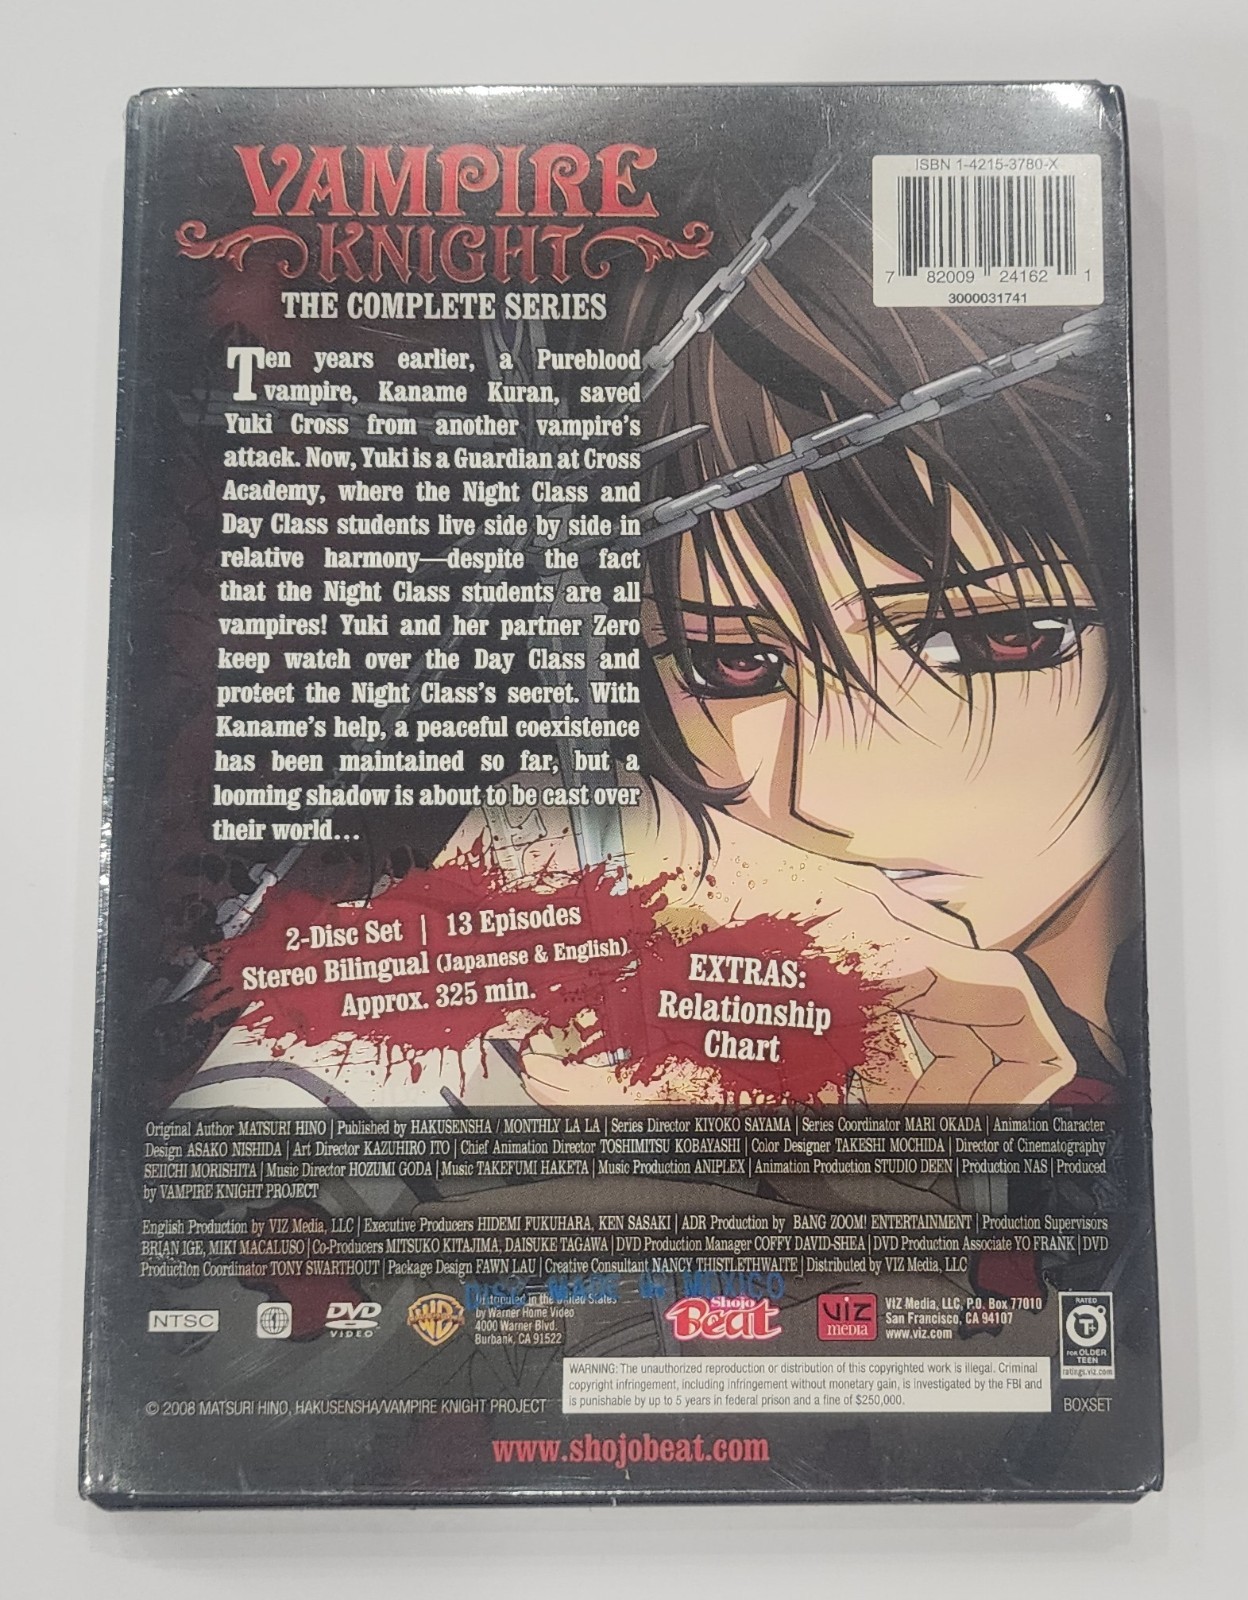 VAMPIRE
KNIGHT
THE COMPLETE SERIES
ISBN 1-4215-3780-X
7 82009 24162 1
3000031741
Ten years earlier, a Pureblood
vampire, Kaname Kuran, saved
Yuki Cross from another vampire's
attack. Now, Yuki is a Guardian at Cross
Academy, where the Night Class and
Day Class students live side by side in
relative harmony—despite the fact
that the Night Class students are all
vampires! Yuki and her partner Zero
keep watch over the Day Class and
protect the Night Class's secret. With
Kaname's help, a peaceful coexistence
has been maintained so far, but a
looming shadow is about to be cast over
their world...
2-Disc Set | 13 Episodes
Stereo Bilingual (Japanese & English)
Approx. 325 min.
EXTRAS:
Relationship
Chart
Original Author MATSURI HINO | Published by HAKUSENSHA / MONTHLY LA LA | Series Director KIYOKO SAYAMA | Series Coordinator MARI OKADA | Animation Character
Design ASAKO NISHIDA | Art Director KAZUHIRO ITO | Chief Animation Director TOSHIMITSU KOBAYASHI | Color Designer TAKESHI MOCHIDA | Director of Cinematography
SEIICHI MORISHITA | Music Director HOZUMI GODA | Music TAKEFUMI HAKETA | Music Production ANIPLEX | Animation Production STUDIO DEEN | Production NAS | Produced
by VAMPIRE KNIGHT PROJECT
English Production by VIZ Media, LLC | Executive Producers HIDEMI FUKUHARA, KEN SASAKI | ADR Production by BANG ZOOM! ENTERTAINMENT | Production Supervisors
BRIAN IGE, MIKI MACALUSO | Co-Producers MITSUKO KITAJIMA, DAISUKE TAGAWA | DVD Production Manager COFFY DAVID-SHEA | DVD Production Associate YO FRANK | DVD
Production Coordinator TONY SWARTHOUT | Package Design FAWN LAU | Creative Consultant NANCY THISTLETHWAITE | Distributed by VIZ Media, LLC
DISC MADE IN MEXICO
NTSC
DVD
VIDEO
WB
Distributed in the United States
by Warner Home Video
4000 Warner Blvd.
Burbank, CA 91522
Shojo
Beat
VIZ
media
VIZ Media, LLC, P.O. Box 77010
San Francisco, CA 94107
www.viz.com
RATED
T+
FOR OLDER
TEEN
ratings.viz.com
WARNING: The unauthorized reproduction or distribution of this copyrighted work is illegal. Criminal
copyright infringement, including infringement without monetary gain, is investigated by the FBI and
is punishable by up to 5 years in federal prison and a fine of $250,000.
© 2008 MATSURI HINO, HAKUSENSHA/VAMPIRE KNIGHT PROJECT
BOXSET
www.shojobeat.com